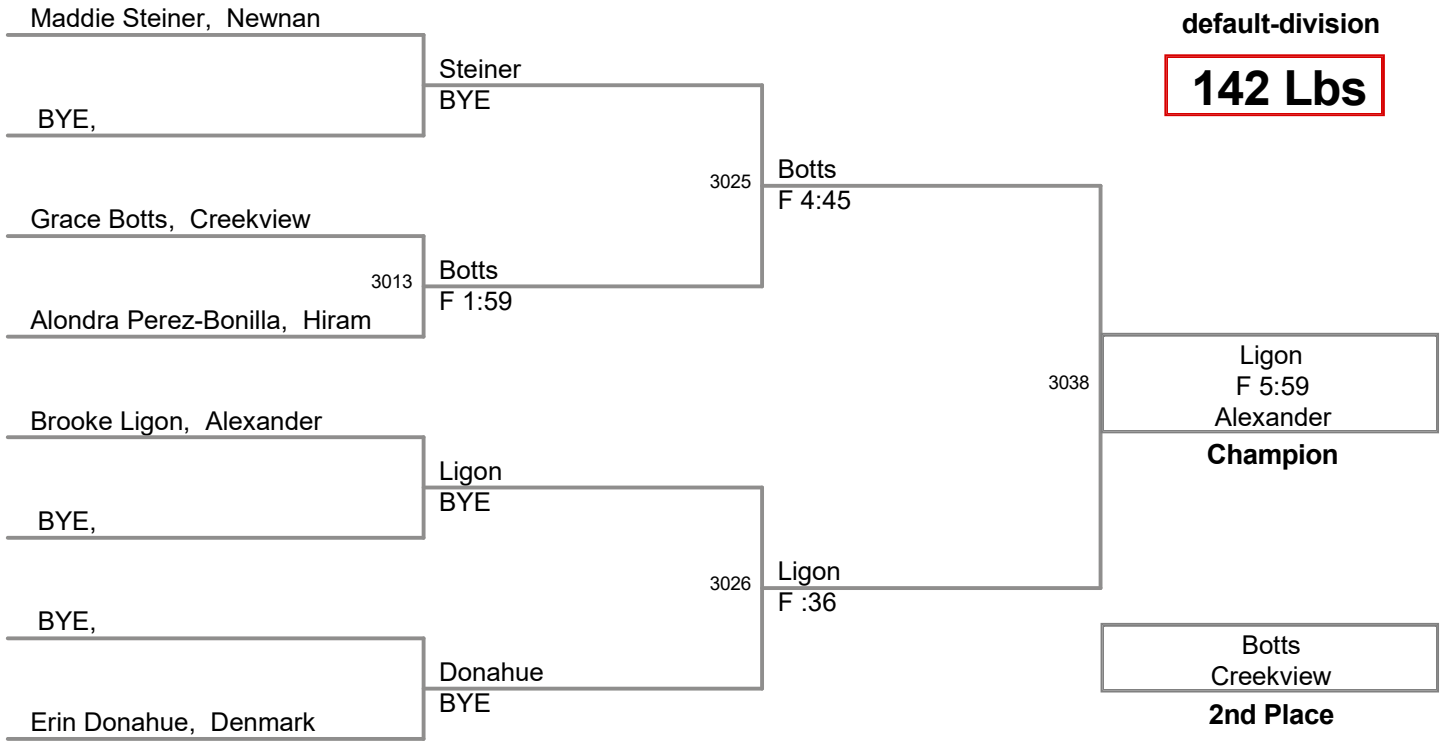 Maddie Steiner, Newnan
default-division
142 Lbs
Steiner
BYE
BYE,
3025
Botts
F 4:45
Grace Botts, Creekview
3013
Botts
F 1:59
Alondra Perez-Bonilla, Hiram
3038
Ligon
F 5:59
Alexander
Champion
Brooke Ligon, Alexander
Ligon
BYE
BYE,
3026
Ligon
F :36
BYE,
Donahue
BYE
Erin Donahue, Denmark
Botts
Creekview
2nd Place